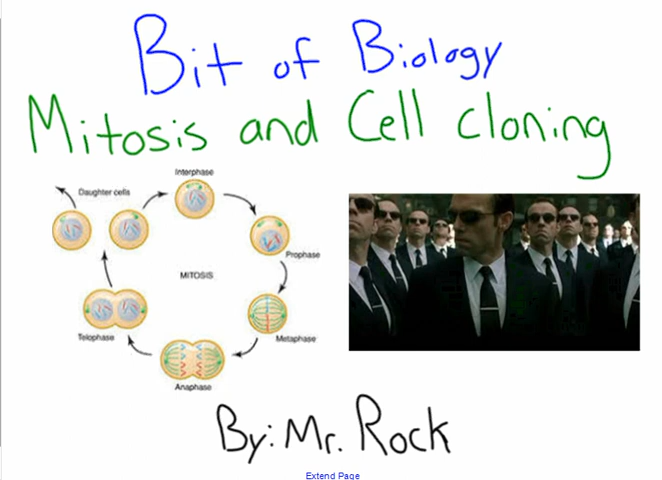 Bit of Biology
Mitosis and Cell cloning
Interphase
Daughter cells
Prophase
MITOSIS
Telophase
Metaphase
Anaphase
By: Mr. Rock
Extend Page